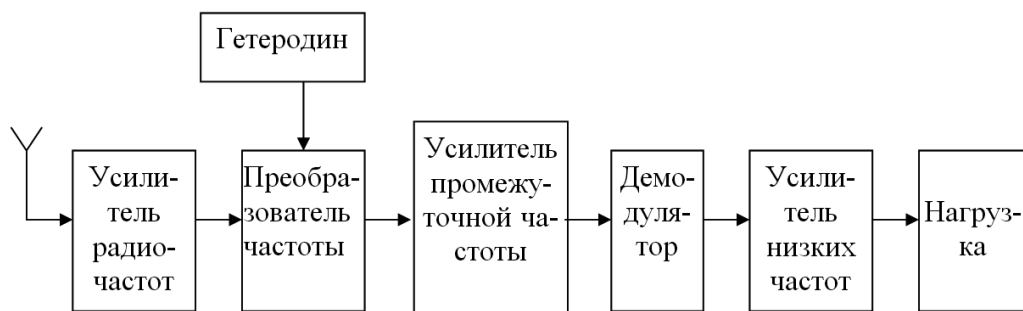 Гетеродин
Усили-
тель
радио-
частот
Преобра-
зователь
частоты
Усилитель
промежу-
точной ча-
стоты
Демо-
дуля-
тор
Усили-
тель
низких
частот
Нагруз-
ка